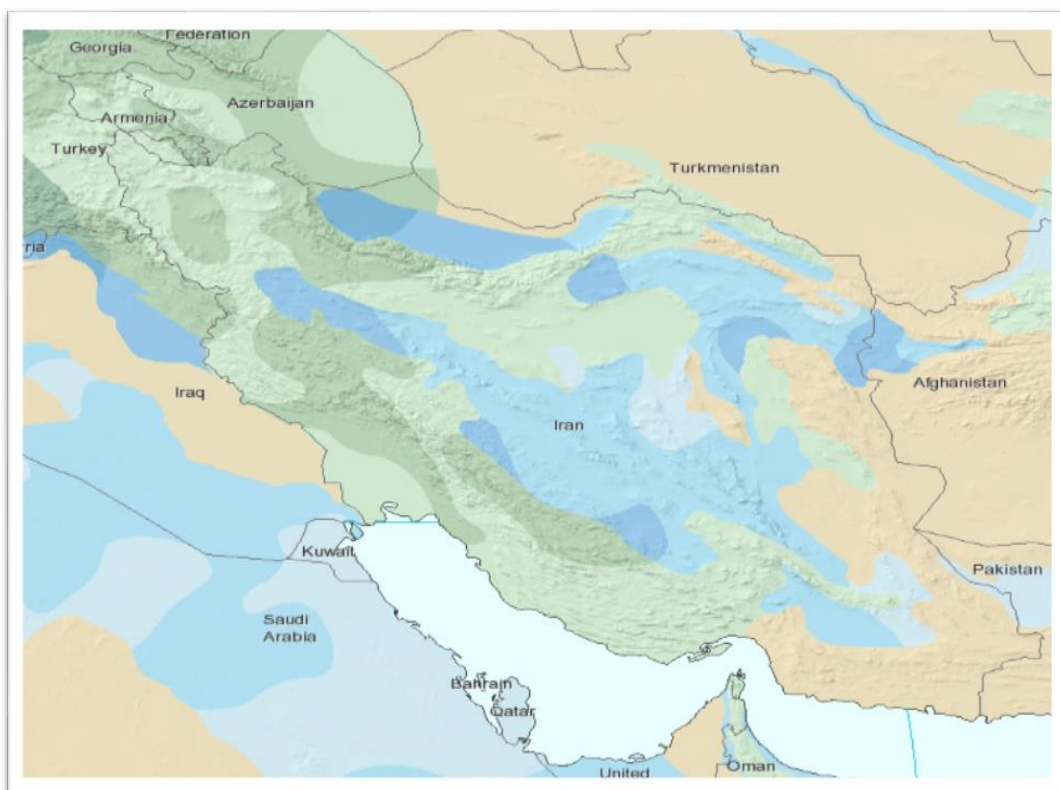 Federation
Georgia
Azerbaijan
Armenia
Turkey
Turkmenistan
ria
Afghanistan
Iraq
Iran
Kuwait
Pakistan
Saudi
Arabia
Bahrain
Qatar
United
Oman